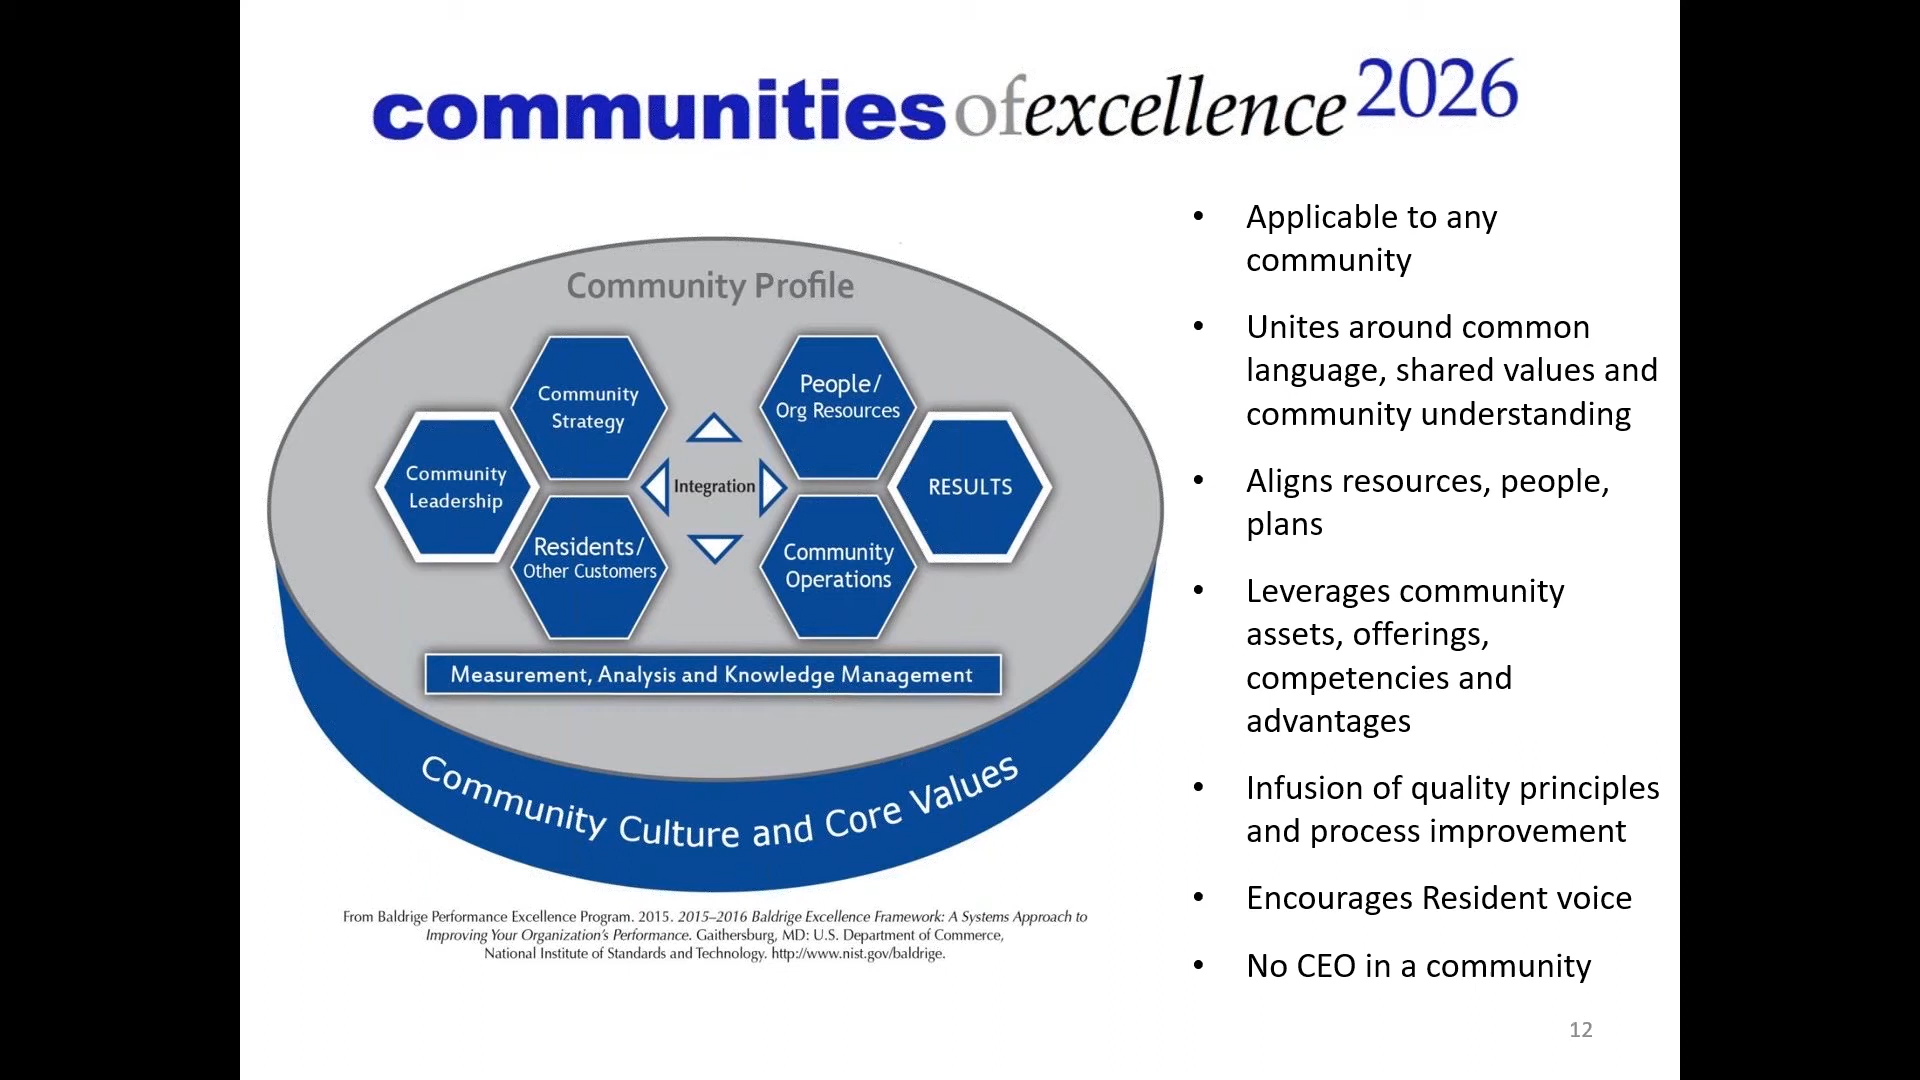 communities of excellence 2026
Community Profile
Community
Strategy
People/
Org Resources
Community
Leadership
Integration
RESULTS
Residents/
Other Customers
Community
Operations
Measurement, Analysis and Knowledge Management
Community Culture and Core Values
From Baldrige Performance Excellence Program. 2015. 2015–2016 Baldrige Excellence Framework: A Systems Approach to
Improving Your Organization's Performance. Gaithersburg, MD: U.S. Department of Commerce,
National Institute of Standards and Technology. http://www.nist.gov/baldrige.
• Applicable to any
community
• Unites around common
language, shared values and
community understanding
• Aligns resources, people,
plans
• Leverages community
assets, offerings,
competencies and
advantages
• Infusion of quality principles
and process improvement
• Encourages Resident voice
• No CEO in a community
12